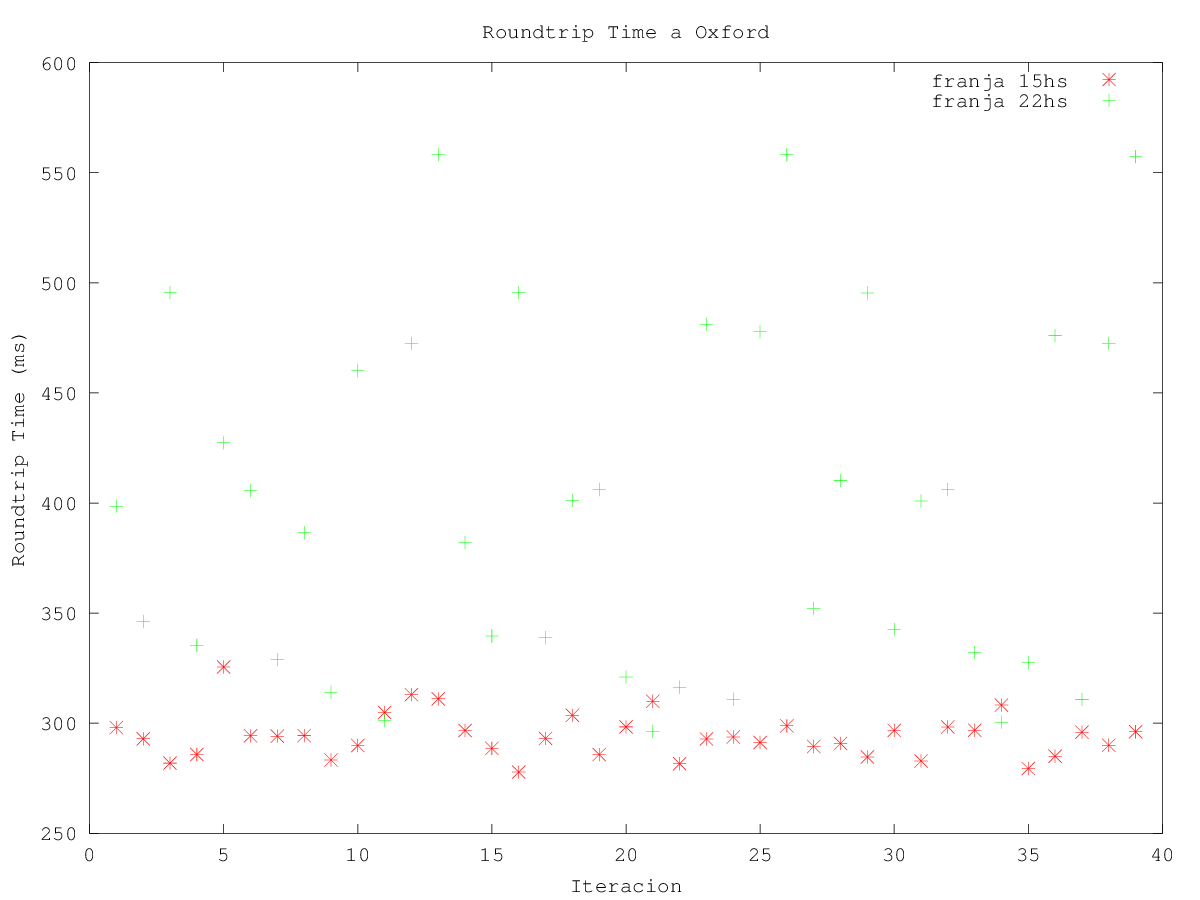 Roundtrip Time a Oxford
600
franja 15hs
franja 22hs
550
500
450
Roundtrip Time (ms)
400
350
300
250
0 5 10 15 20 25 30 35 40
Iteracion